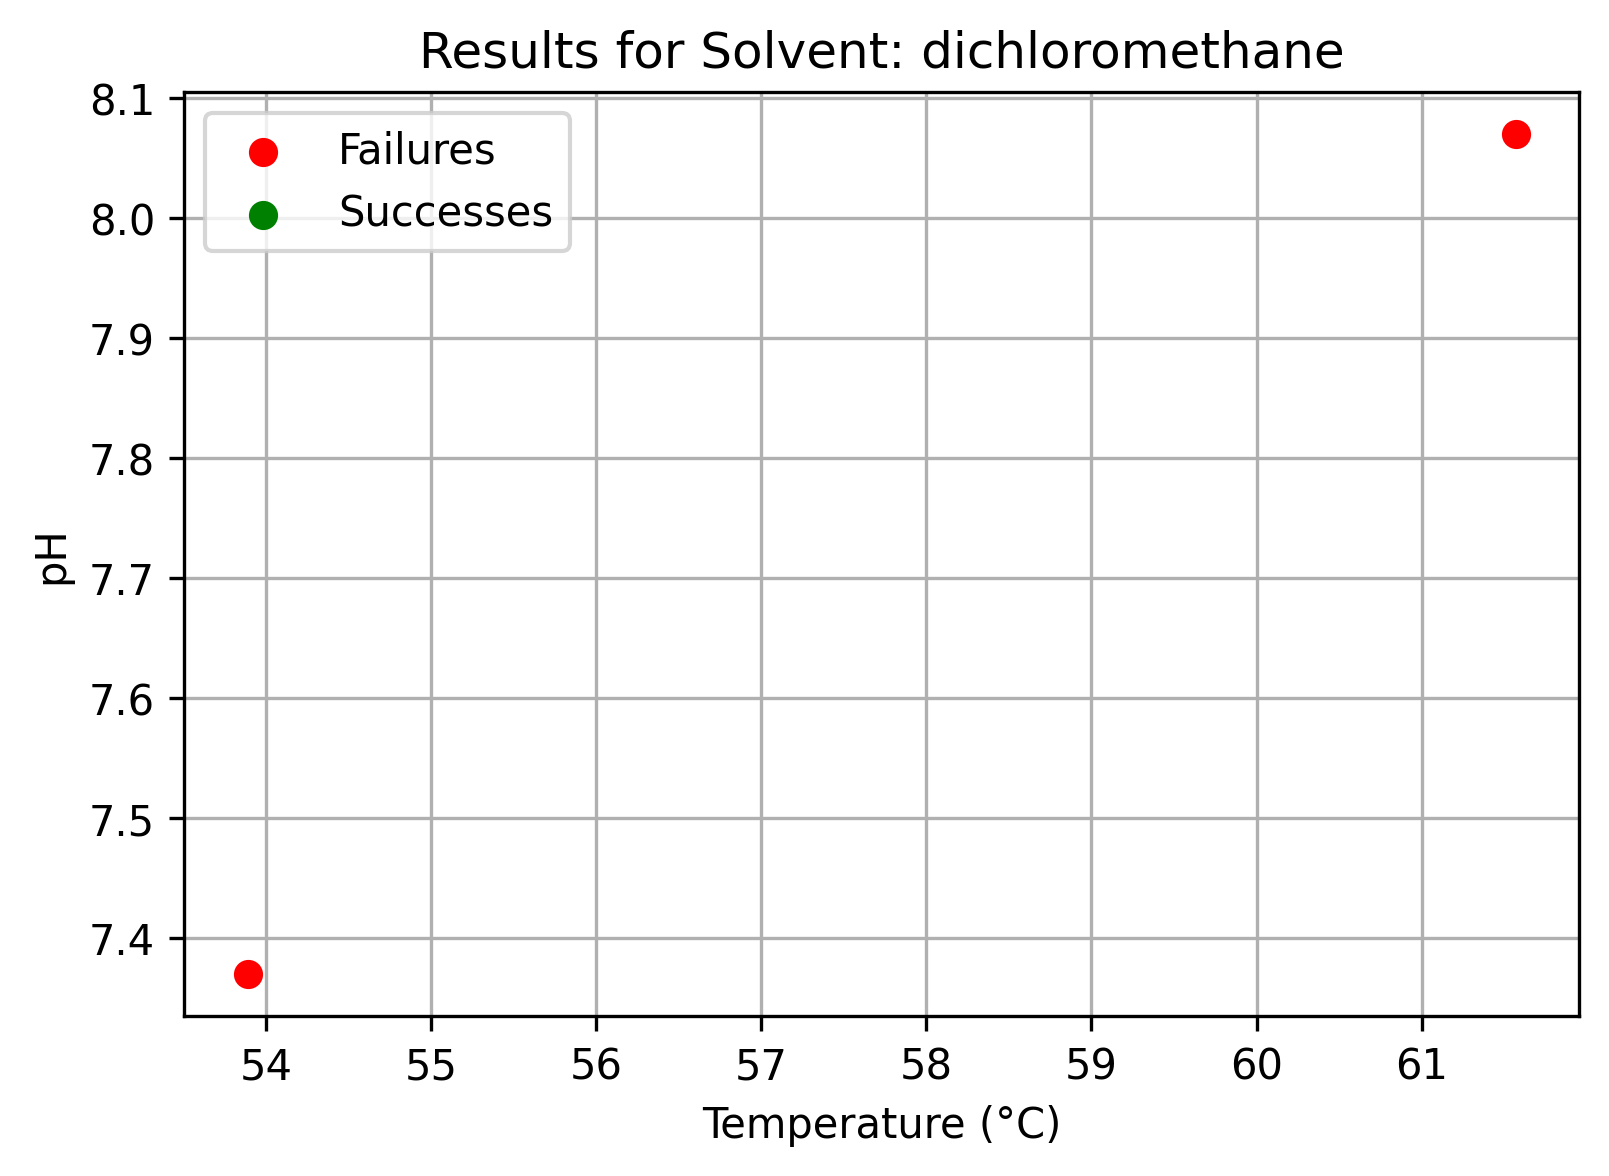 Results for Solvent: dichloromethane
Failures
Successes
8.1
8.0
7.9
7.8
7.7
7.6
7.5
7.4
pH
54 55 56 57 58 59 60 61
Temperature (°C)